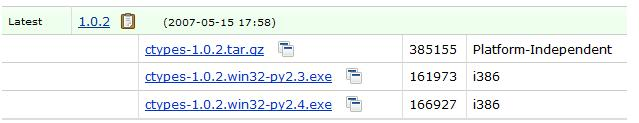 Latest 1.0.2 (2007-05-15 17:58)
ctypes-1.0.2.tar.gz 385155 Platform-Independent
ctypes-1.0.2.win32-py2.3.exe 161973 i386
ctypes-1.0.2.win32-py2.4.exe 166927 i386